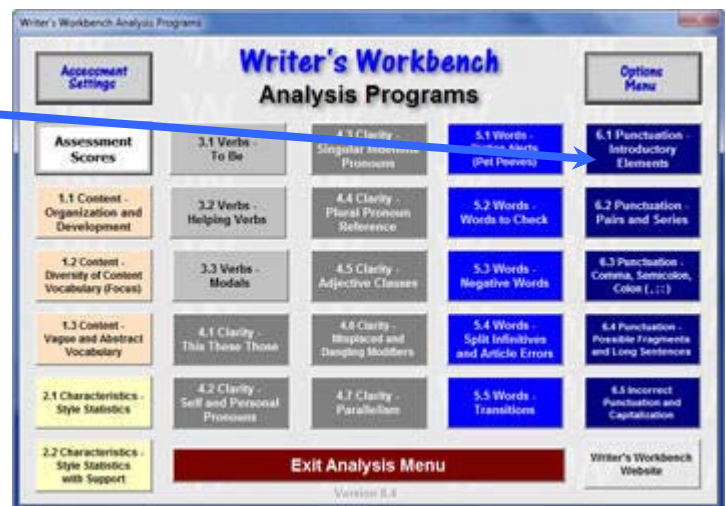 Writer's Workbench Analysis Programs
Assessment
Settings
Writer's Workbench
Analysis Programs
Options
Menu
Assessment
Scores
3.1 Verbs -
To Be
4.3 Clarity -
Singular Indefinite
Pronouns
5.1 Words -
Alerts
(Pet Peeves)
6.1 Punctuation -
Introductory
Elements
1.1 Content -
Organization and
Development
3.2 Verbs -
Helping Verbs
4.4 Clarity -
Plural Pronoun
Reference
5.2 Words -
Words to Check
6.2 Punctuation -
Pairs and Series
1.2 Content -
Diversity of Content
Vocabulary (Focus)
3.3 Verbs -
Modals
4.5 Clarity -
Adjective Clauses
5.3 Words -
Negative Words
6.3 Punctuation -
Comma, Semicolon,
Colon (,;:)
1.3 Content -
Vague and Abstract
Vocabulary
4.1 Clarity -
This These Those
4.6 Clarity -
Misplaced and
Dangling Modifiers
5.4 Words -
Split Infinitives
and Article Errors
6.4 Punctuation -
Possible Fragments
and Long Sentences
2.1 Characteristics -
Style Statistics
4.2 Clarity -
Self and Personal
Pronouns
4.7 Clarity -
Parallelism
5.5 Words -
Transitions
6.5 Incorrect
Punctuation and
Capitalization
2.2 Characteristics -
Style Statistics
with Support
Exit Analysis Menu
Writer's Workbench
Website
Version 8.4